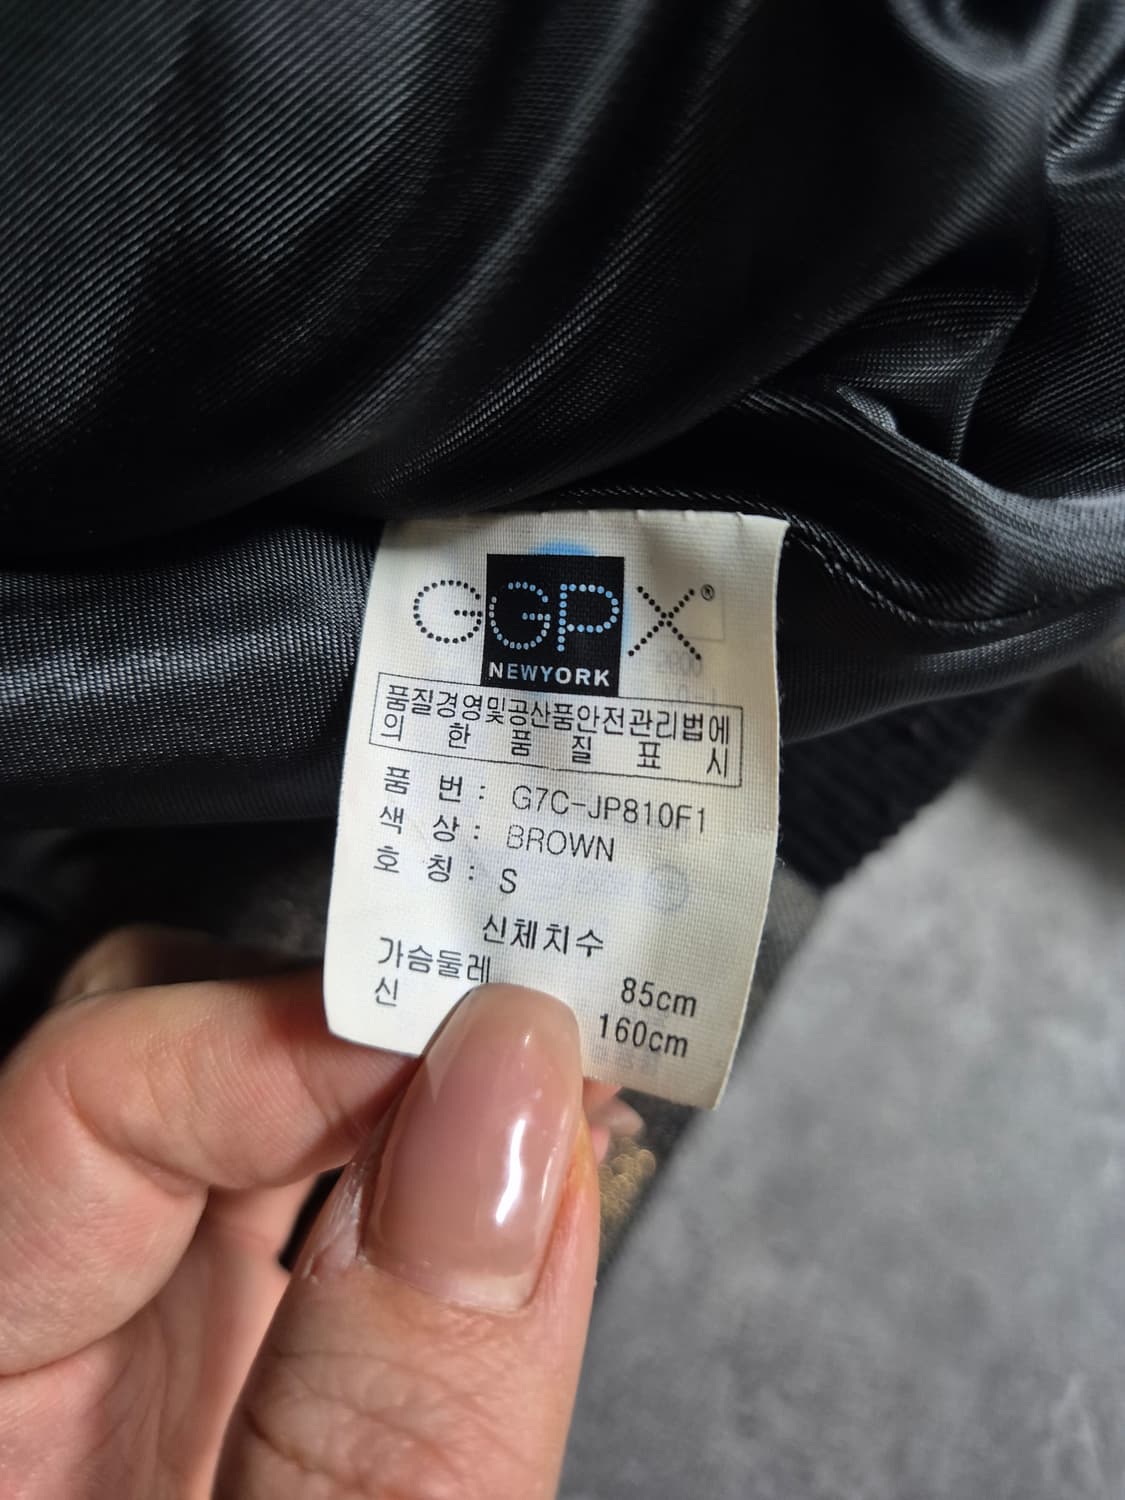 GGPX®
NEWYORK
품질경영및공산품안전관리법에
의 한 품 질 표 시
품 번 : G7C-JP810F1
색 상 : BROWN
호 칭 : S
신체치수
가슴둘레 85cm
신 160cm